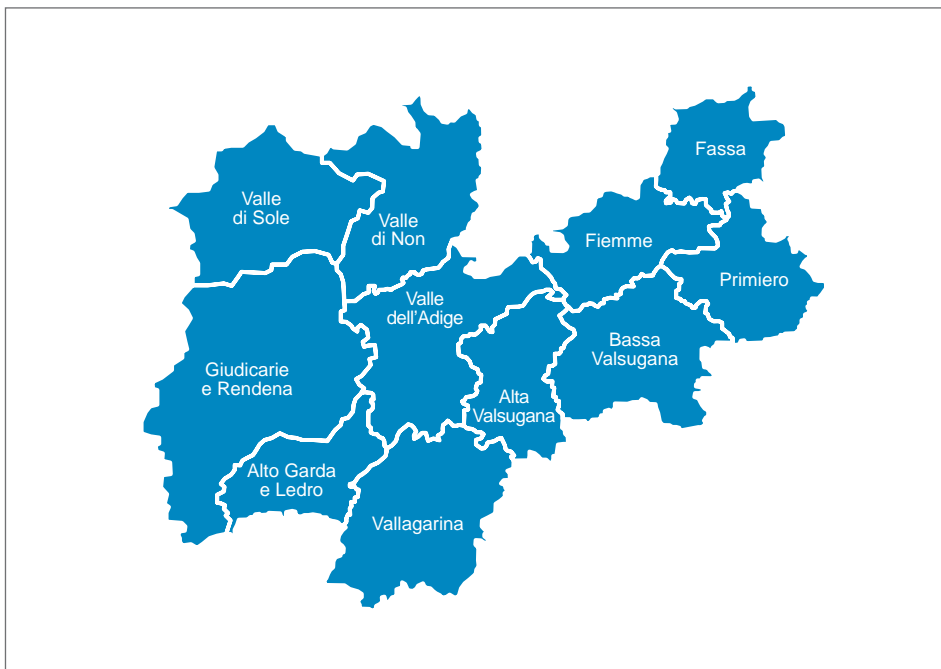 Fassa
Valle
di Sole
Valle
di Non
Fiemme
Primiero
Valle
dell'Adige
Bassa
Valsugana
Giudicarie
e Rendena
Alta
Valsugana
Alto Garda
e Ledro
Vallagarina